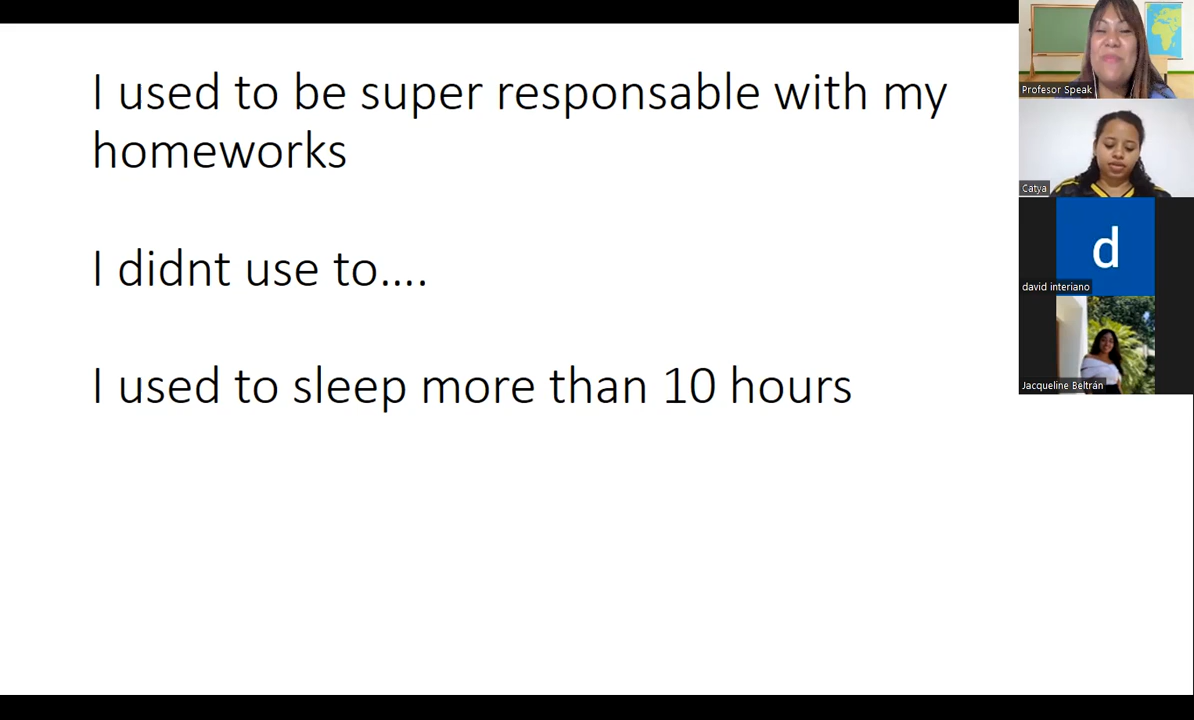 I used to be super responsable with my
homeworks
I didnt use to....
I used to sleep more than 10 hours
Profesor Speak
Catya
d
david interiano
Jacqueline Beltrán